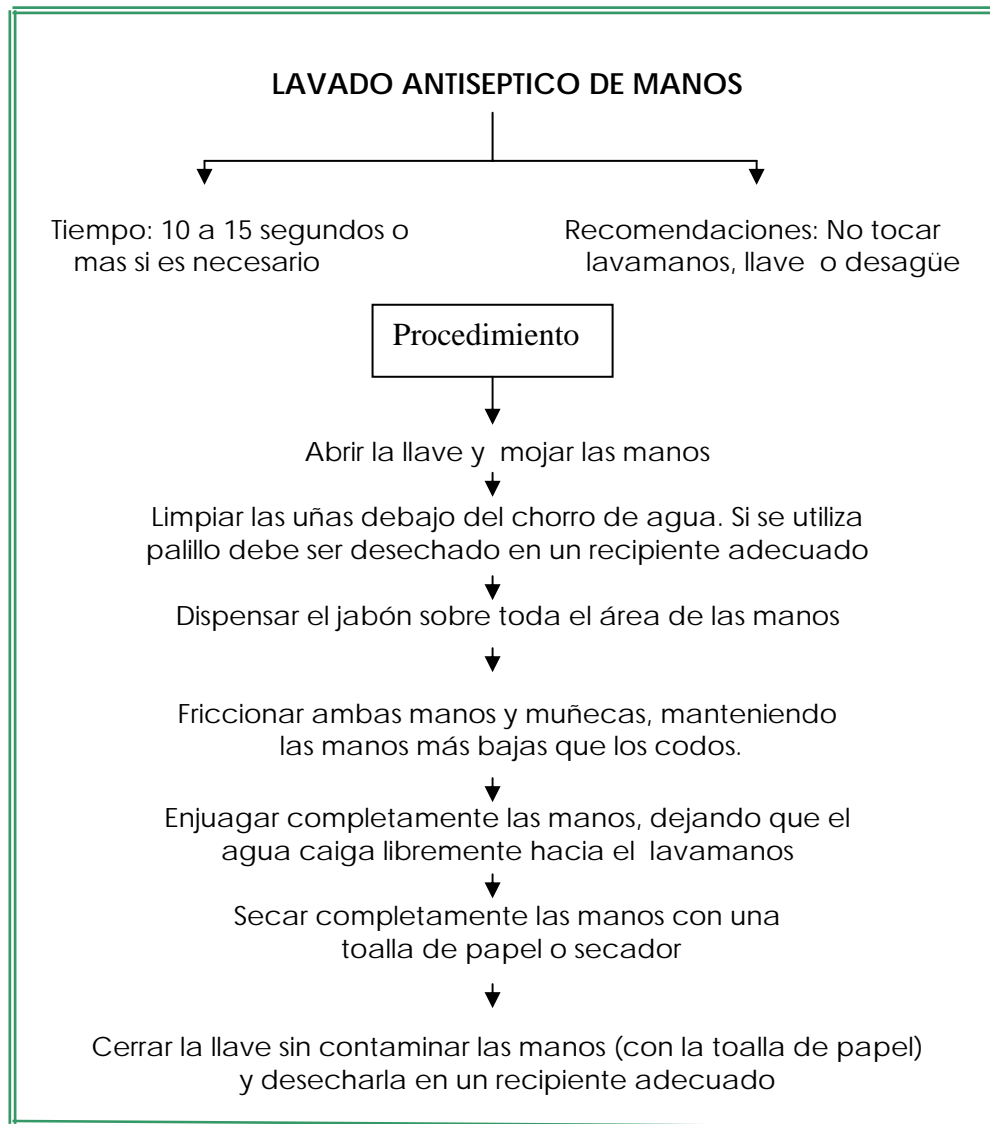 LAVADO ANTISEPTICO DE MANOS
Tiempo: 10 a 15 segundos o
mas si es necesario
Recomendaciones: No tocar
lavamanos, llave o desagüe
Procedimiento
Abrir la llave y mojar las manos
Limpiar las uñas debajo del chorro de agua. Si se utiliza
palillo debe ser desechado en un recipiente adecuado
Dispensar el jabón sobre toda el área de las manos
Friccionar ambas manos y muñecas, manteniendo
las manos más bajas que los codos.
Enjuagar completamente las manos, dejando que el
agua caiga libremente hacia el lavamanos
Secar completamente las manos con una
toalla de papel o secador
Cerrar la llave sin contaminar las manos (con la toalla de papel)
y desecharla en un recipiente adecuado